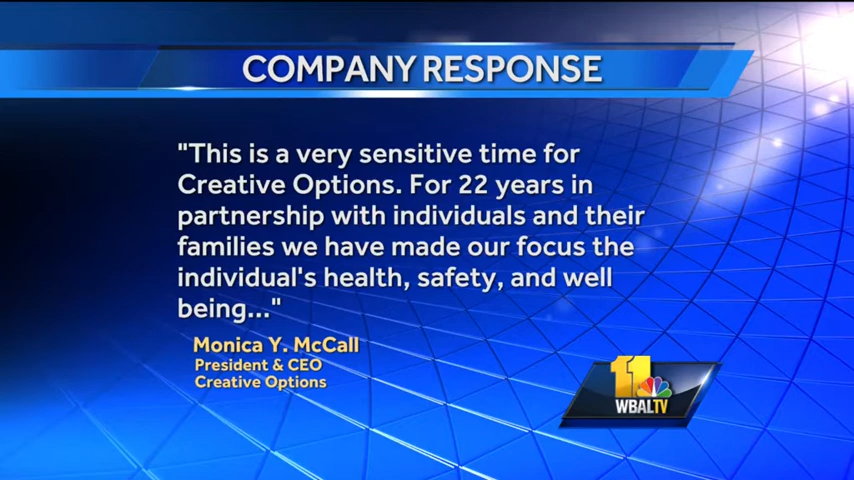 COMPANY RESPONSE
"This is a very sensitive time for
Creative Options. For 22 years in
partnership with individuals and their
families we have made our focus the
individual's health, safety, and well
being..."
Monica Y. McCall
President & CEO
Creative Options
11
WBALTV